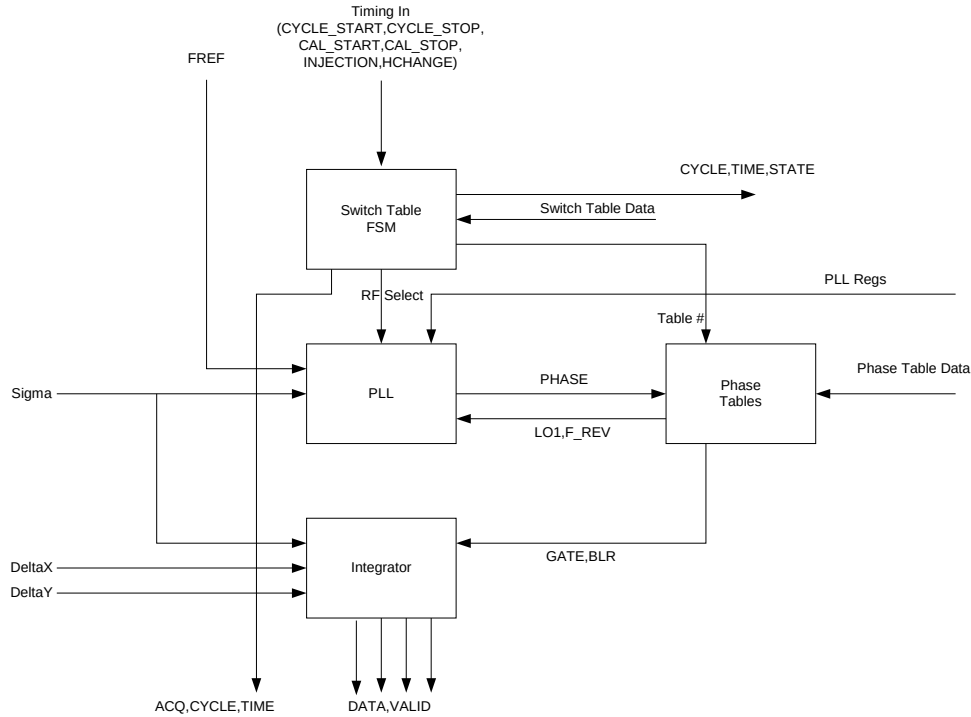 Timing In
(CYCLE_START,CYCLE_STOP,
CAL_START,CAL_STOP,
INJECTION,HCHANGE)
FREF
CYCLE,TIME,STATE
Switch Table
FSM
Switch Table Data
RF Select
PLL Regs
Table #
Sigma
PLL
PHASE
LO1,F_REV
Phase
Tables
Phase Table Data
GATE,BLR
DeltaX
DeltaY
Integrator
ACQ,CYCLE,TIME
DATA,VALID